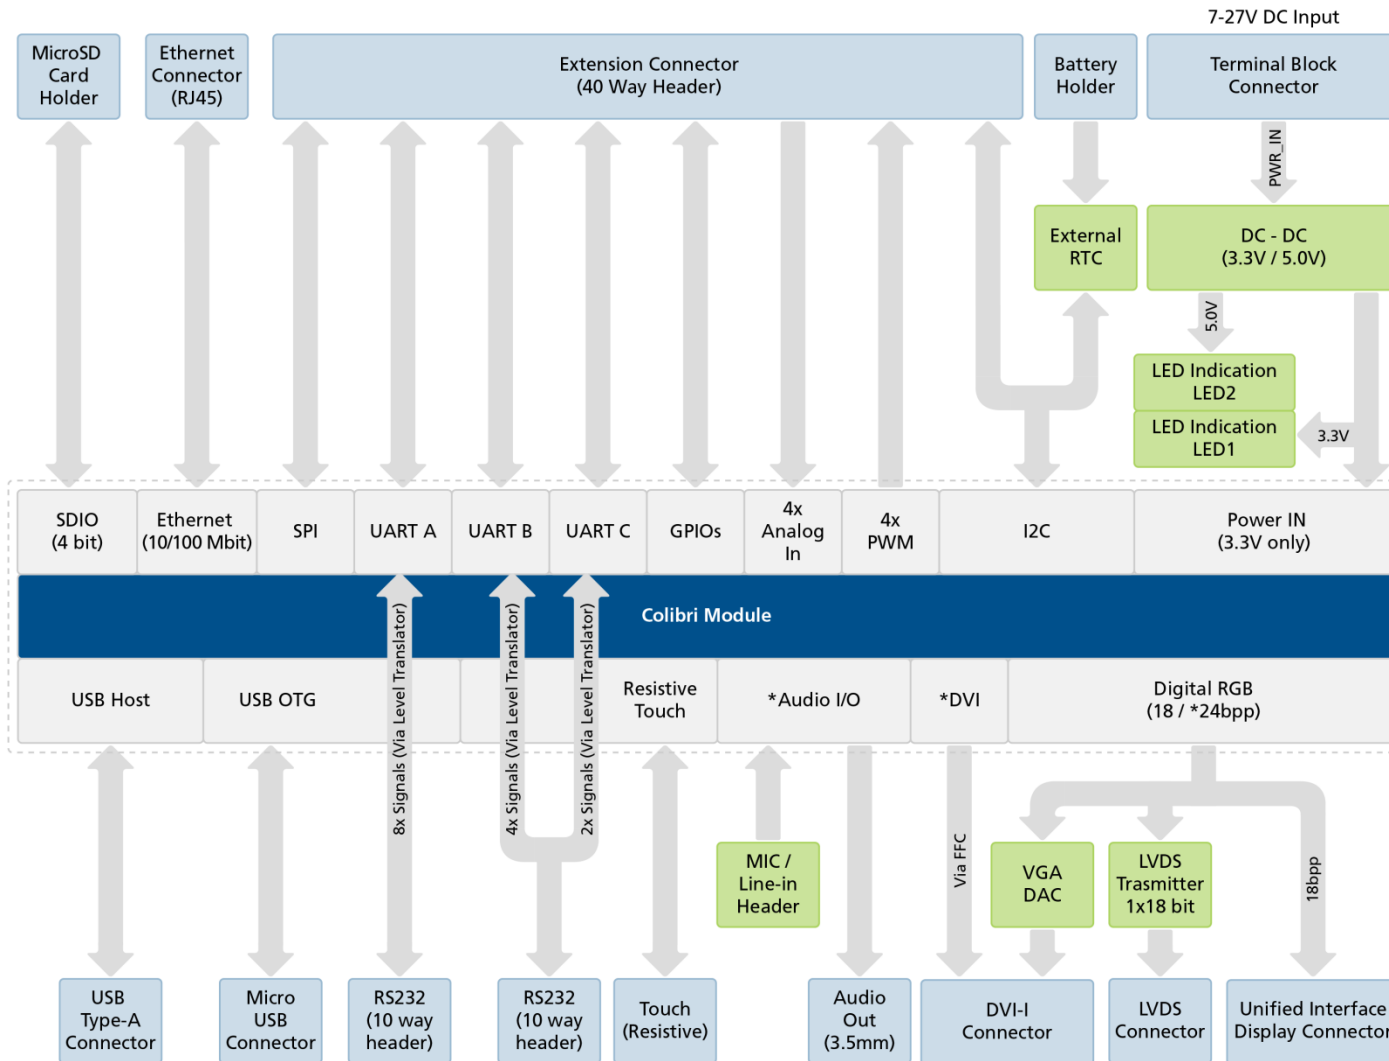 7-27V DC Input
MicroSD
Card
Holder
Ethernet
Connector
(RJ45)
Extension Connector
(40 Way Header)
Battery
Holder
Terminal Block
Connector
PWR_IN
External
RTC
DC - DC
(3.3V / 5.0V)
5.0V
LED Indication
LED2
LED Indication
LED1
3.3V
SDIO
(4 bit)
Ethernet
(10/100 Mbit)
SPI
UART A
UART B
UART C
GPIOs
4x
Analog
In
4x
PWM
I2C
Power IN
(3.3V only)
Colibri Module
USB Host
USB OTG
8x Signals (Via Level Translator)
4x Signals (Via Level Translator)
2x Signals (Via Level Translator)
Resistive
Touch
*Audio I/O
*DVI
Digital RGB
(18 / *24bpp)
MIC /
Line-in
Header
Via FFC
VGA
DAC
LVDS
Trasmitter
1x18 bit
18bpp
USB
Type-A
Connector
Micro
USB
Connector
RS232
(10 way
header)
RS232
(10 way
header)
Touch
(Resistive)
Audio
Out
(3.5mm)
DVI-I
Connector
LVDS
Connector
Unified Interface
Display Connector